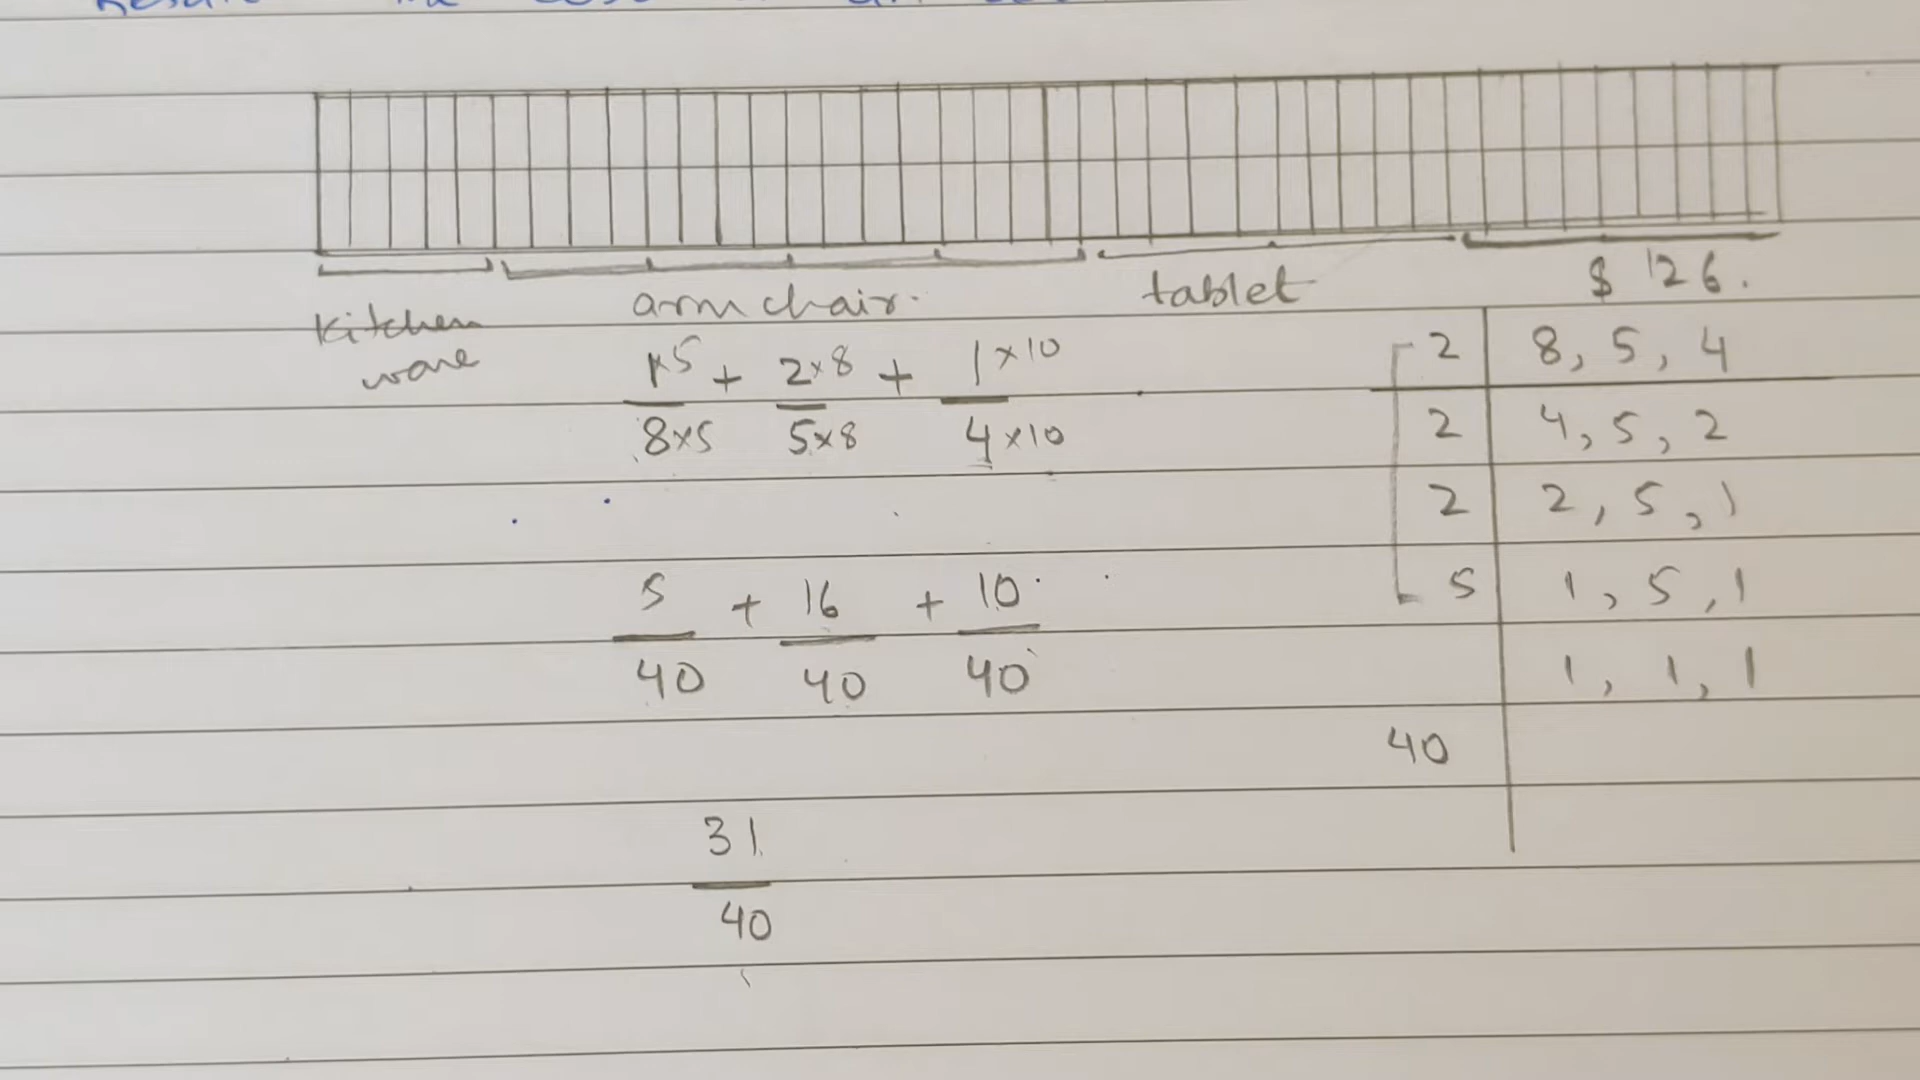 armchair. tablet $ 126.
Kitchen
ware
1×5 + 2×8 + 1×10
8×5 5×8 4×10
2 8, 5, 4
2 4, 5, 2
2 2, 5, 1
5 1, 5, 1
1, 1, 1
40
5 + 16 + 10
40 40 40
31
40